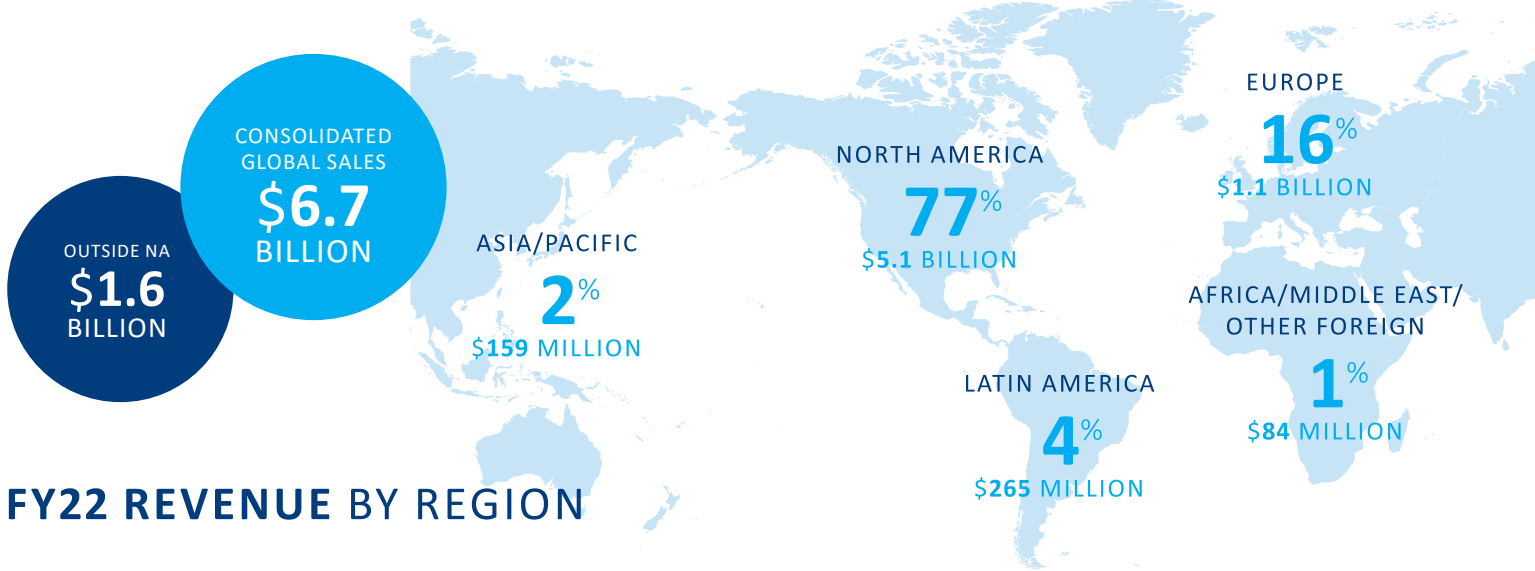 CONSOLIDATED
GLOBAL SALES
$6.7
BILLION
OUTSIDE NA
$1.6
BILLION
ASIA/PACIFIC
2%
$159 MILLION
NORTH AMERICA
77%
$5.1 BILLION
LATIN AMERICA
4%
$265 MILLION
EUROPE
16%
$1.1 BILLION
AFRICA/MIDDLE EAST/
OTHER FOREIGN
1%
$84 MILLION
FY22 REVENUE BY REGION